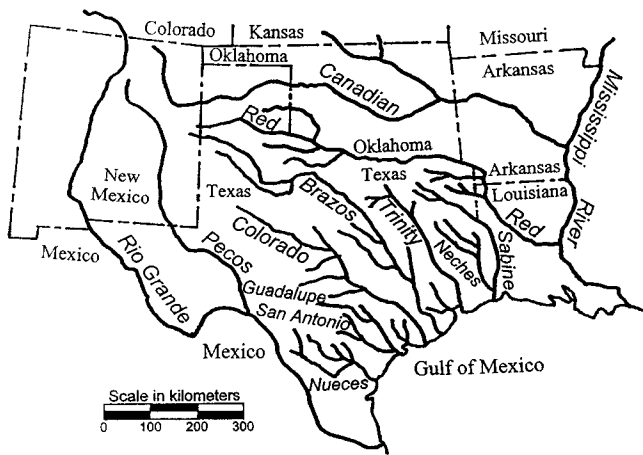 Colorado
Kansas
Missouri
Oklahoma
Arkansas
Mississippi
River
Canadian
Red
Oklahoma
New
Mexico
Texas
Texas
Arkansas
Louisiana
Brazos
Trinity
Red
Colorado
Neches
Sabine
Mexico
Rio Grande
Pecos
Guadalupe
San Antonio
Mexico
Gulf of Mexico
Nueces
Scale in kilometers
0 100 200 300